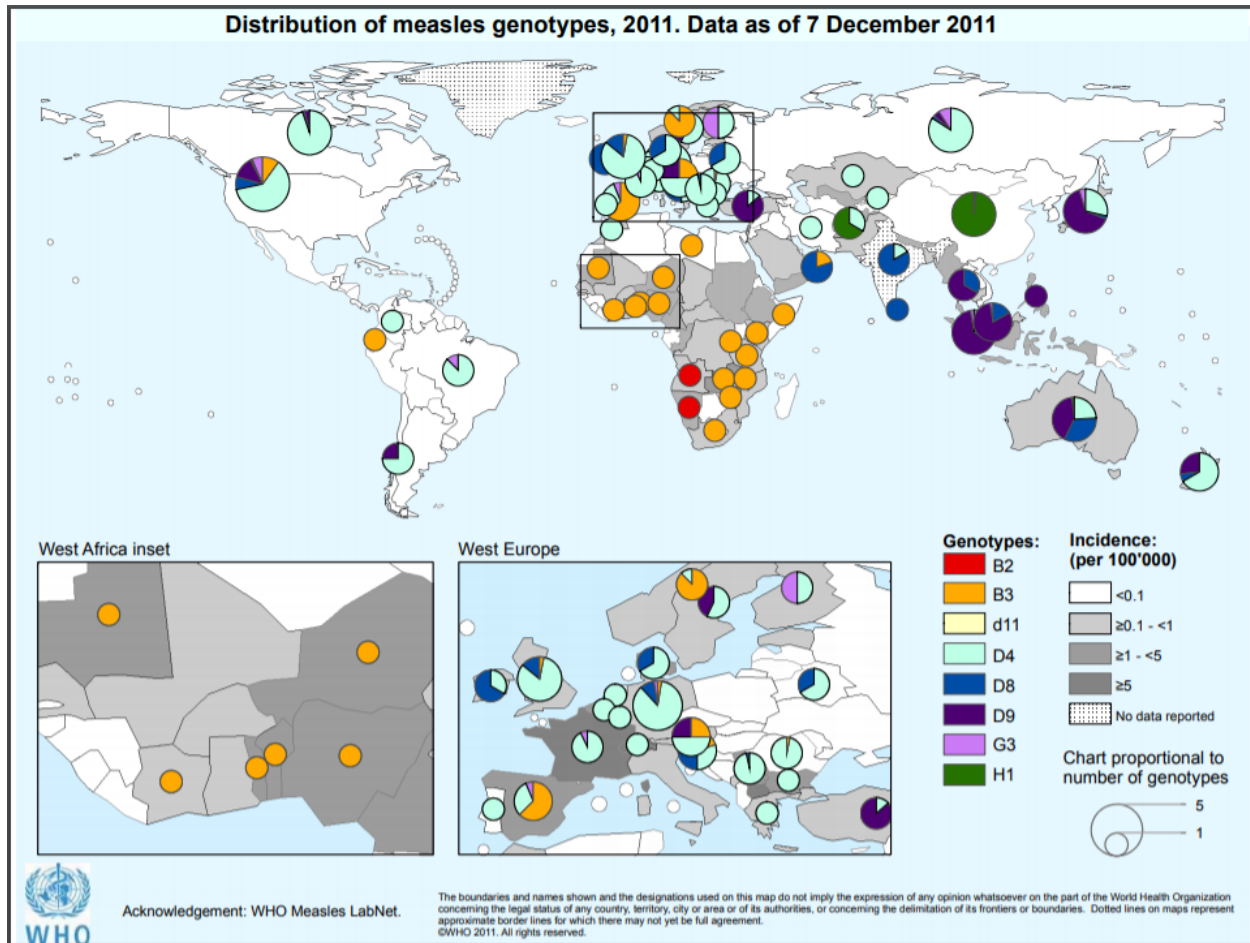 Distribution of measles genotypes, 2011. Data as of 7 December 2011
West Africa inset
West Europe
Genotypes:
B2
B3
d11
D4
D8
D9
G3
H1
Incidence:
(per 100'000)
<0.1
≥0.1 - <1
≥1 - <5
≥5
No data reported
Chart proportional to
number of genotypes
5
1
WHO
Acknowledgement: WHO Measles LabNet.
The boundaries and names shown and the designations used on this map do not imply the expression of any opinion whatsoever on the part of the World Health Organization
concerning the legal status of any country, territory, city or area or of its authorities, or concerning the delimitation of its frontiers or boundaries. Dotted lines on maps represent
approximate border lines for which there may not yet be full agreement.
©WHO 2011. All rights reserved.